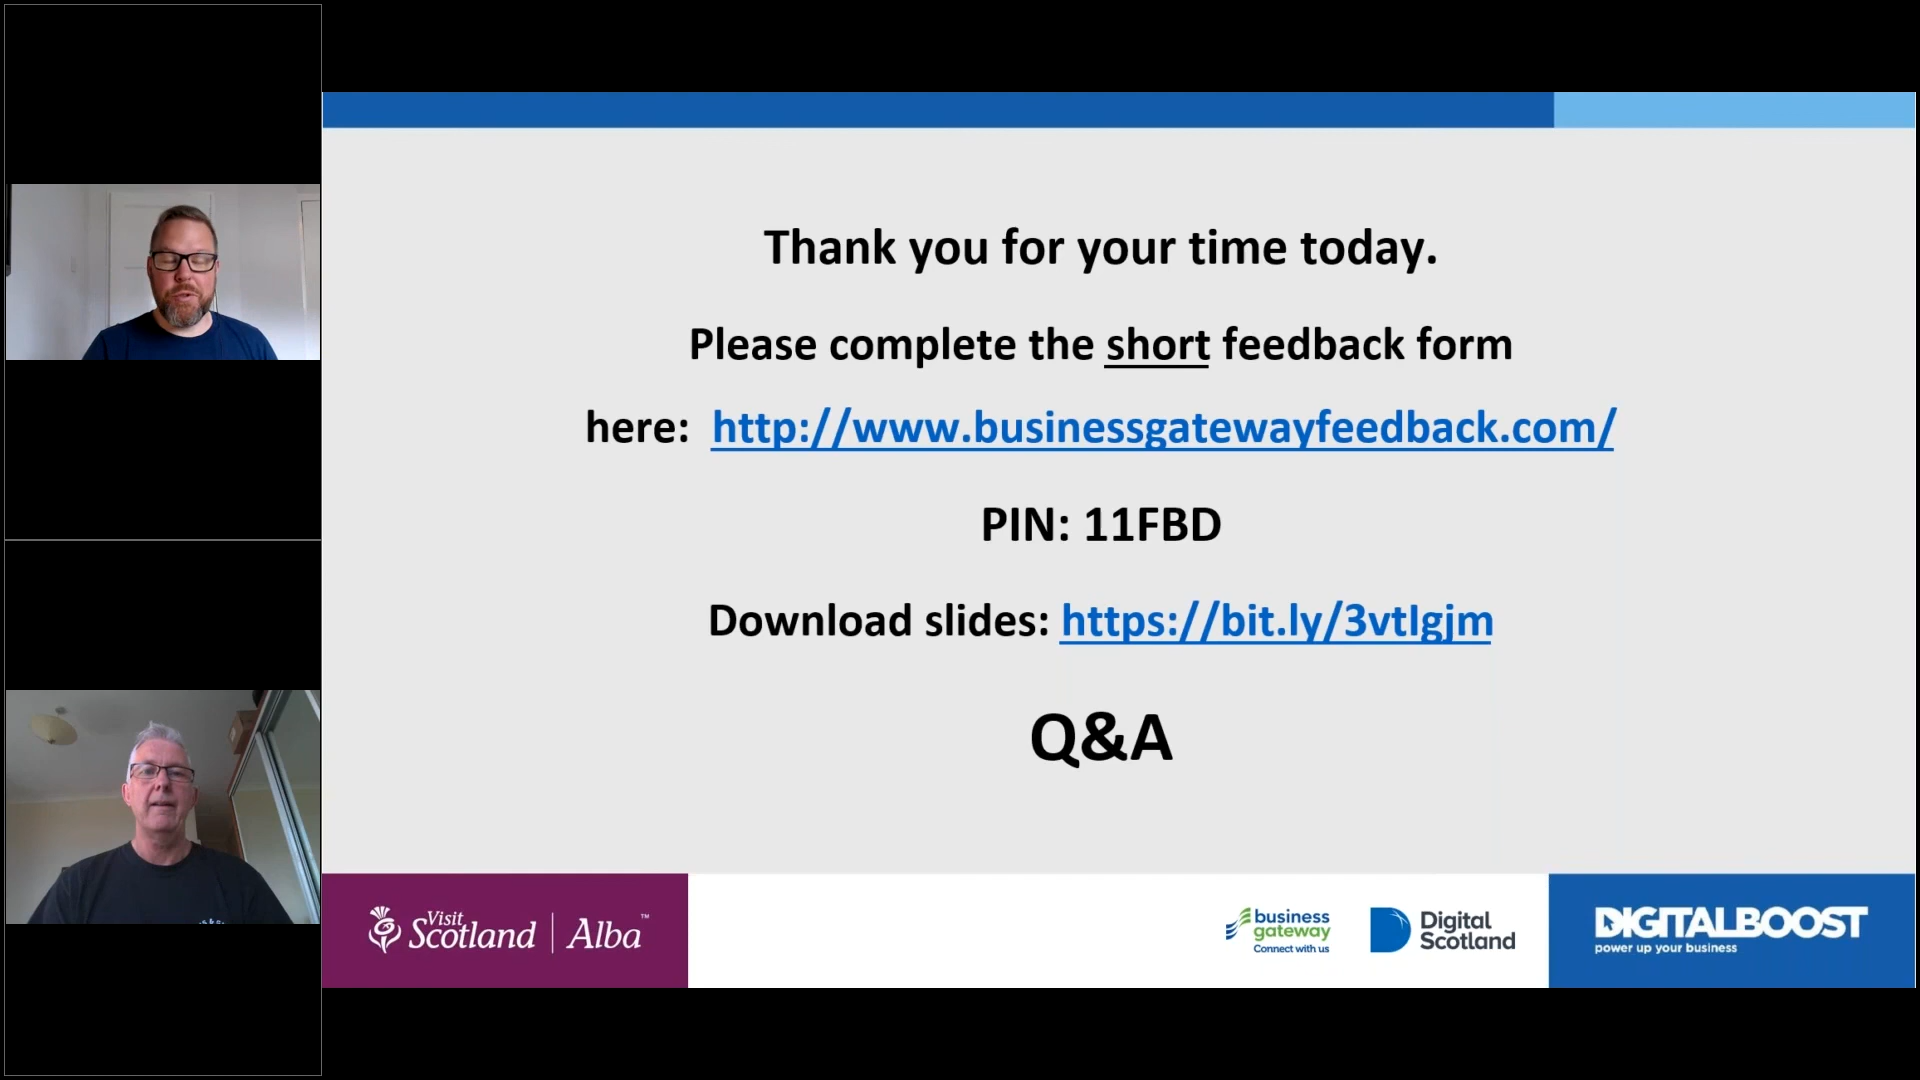 Thank you for your time today.
Please complete the short feedback form
here: http://www.businessgatewayfeedback.com/
PIN: 11FBD
Download slides: https://bit.ly/3vtIgjm
Q&A
Visit
Scotland | Alba™
business
gateway
Connect with us
Digital
Scotland
DIGITALBOOST
power up your business